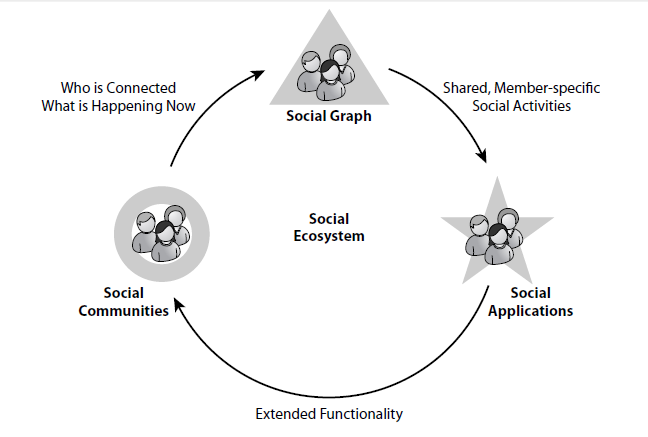 Who is Connected
What is Happening Now
Social Graph
Shared, Member-specific
Social Activities
Social
Ecosystem
Social
Communities
Social
Applications
Extended Functionality